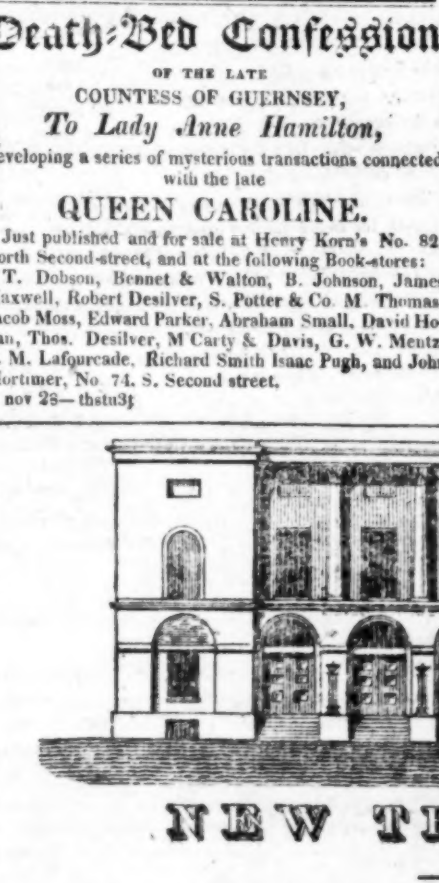 Death-Bed Confession
OF THE LATE
COUNTESS OF GUERNSEY,
To Lady Anne Hamilton,
eveloping a series of mysterious transactions connected
with the late
QUEEN CAROLINE.
Just published and for sale at Henry Korn's No. 82
orth Second-street, and at the following Book-stores:
T. Dobson, Bennet & Walton, B. Johnson, James
axwell, Robert Desilver, S. Potter & Co. M. Thomas
acob Moss, Edward Parker, Abraham Small, David Ho
an, Thos. Desilver, M Carty & Davis, G. W. Mentz
. M. Lafourcade, Richard Smith Isaac Pugh, and John
ortimer, No 74. S. Second street.
nov 28—thstu3t
NEW TH